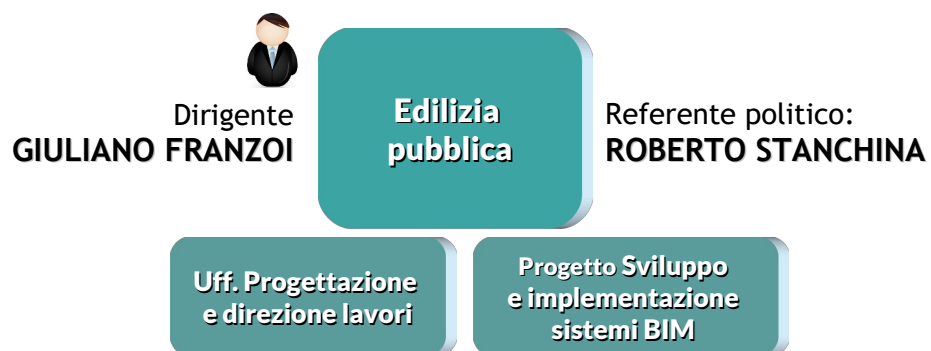 Dirigente
GIULIANO FRANZOI
Edilizia
pubblica
Referente politico:
ROBERTO STANCHINA
Uff. Progettazione
e direzione lavori
Progetto Sviluppo
e implementazione
sistemi BIM